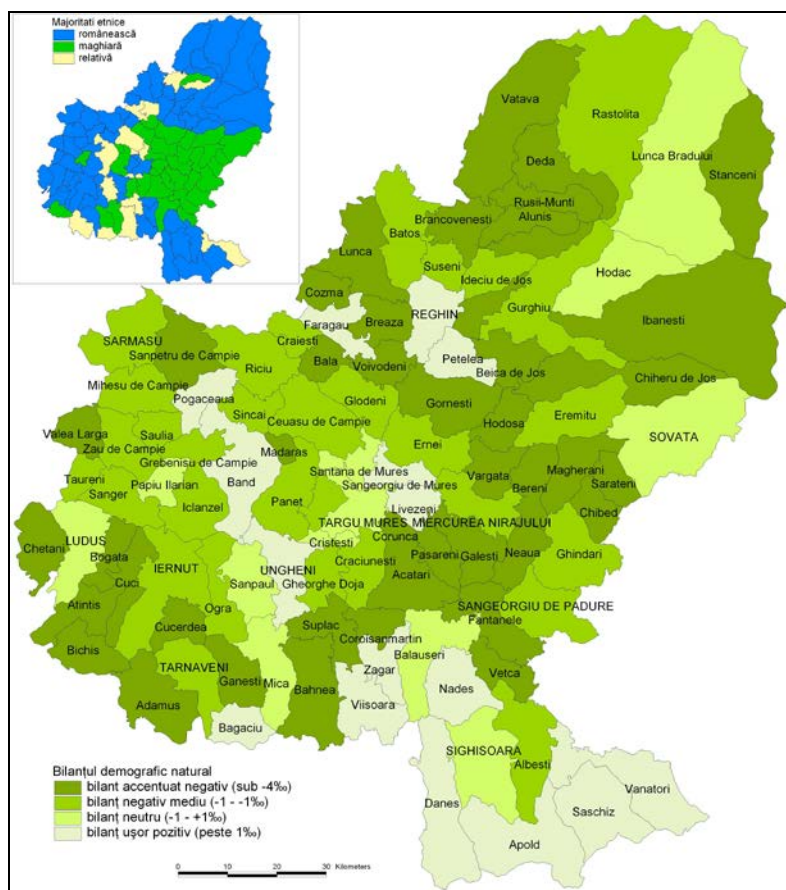 Majoritati etnice
românească
maghiară
relativă
Vatava
Rastolita
Lunca Bradului
Stanceni
Deda
Rusii-Munti
Alunis
Brancovenesti
Batos
Lunca
Suseni
Ideciu de Jos
Hodac
Cozma
REGHIN
Gurghiu
Ibanesti
Faragau
Breaza
SARMASU
Craiesti
Sanpetru de Campie
Riciu
Bala
Voivodeni
Petelea
Beica de Jos
Chiheru de Jos
Mihesu de Campie
Pogaceaua
Glodeni
Gornesti
Sincai
Ceuasu de Campie
Hodosa
Eremitu
Valea Larga
Saulia
Zau de Campie
Madaras
Ernei
SOVATA
Grebenisu de Campie
Santana de Mures
Magherani
Taureni
Papiu Ilarian
Band
Sangeorgiu de Mures
Vargata
Sarateni
Sanger
Iclanzel
Panet
Livezeni
Bereni
Chibed
TARGU MURES
MIERCUREA NIRAJULUI
LUDUS
Cristesti
Corunca
Chetani
Bogata
UNGHENI
Pasareni
Galesti
Neaua
Ghindari
IERNUT
Craciunesti
Cuci
Sanpaul
Gheorghe Doja
Acatari
Atintis
Ogra
SANGEORGIU DE PADURE
Cucerdea
Suplac
Fantanele
Bichis
Coroisanmartin
TARNAVENI
Balauseri
Zagar
Vetca
Ganesti
Mica
Bahnea
Nades
Adamus
Viisoara
Bagaciu
SIGHISOARA
Albesti
Bilanțul demografic natural
bilant accentuat negativ (sub -4‰)
bilanț negativ mediu (-1 - -1‰)
bilanț neutru (-1 - +1‰)
bilanț ușor pozitiv (peste 1‰)
Danes
Vanatori
Saschiz
Apold
0 10 20 30 Kilometers